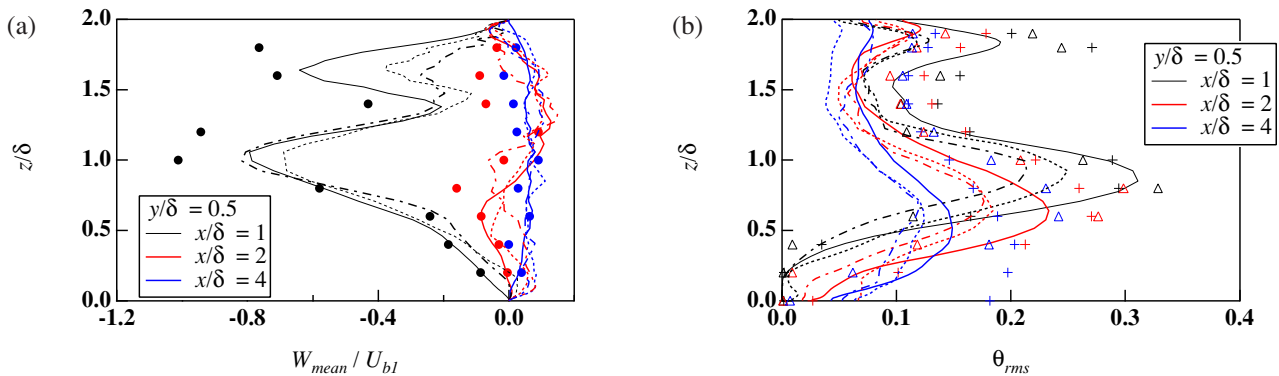 (a)
2.0
1.5
1.0
0.5
0.0
z/δ
y/δ = 0.5
x/δ = 1
x/δ = 2
x/δ = 4
-1.2
-0.8
-0.4
0.0
W_mean / U_b1
(b)
2.0
1.5
1.0
0.5
0.0
z/δ
y/δ = 0.5
x/δ = 1
x/δ = 2
x/δ = 4
0.0
0.1
0.2
0.3
0.4
θ_rms